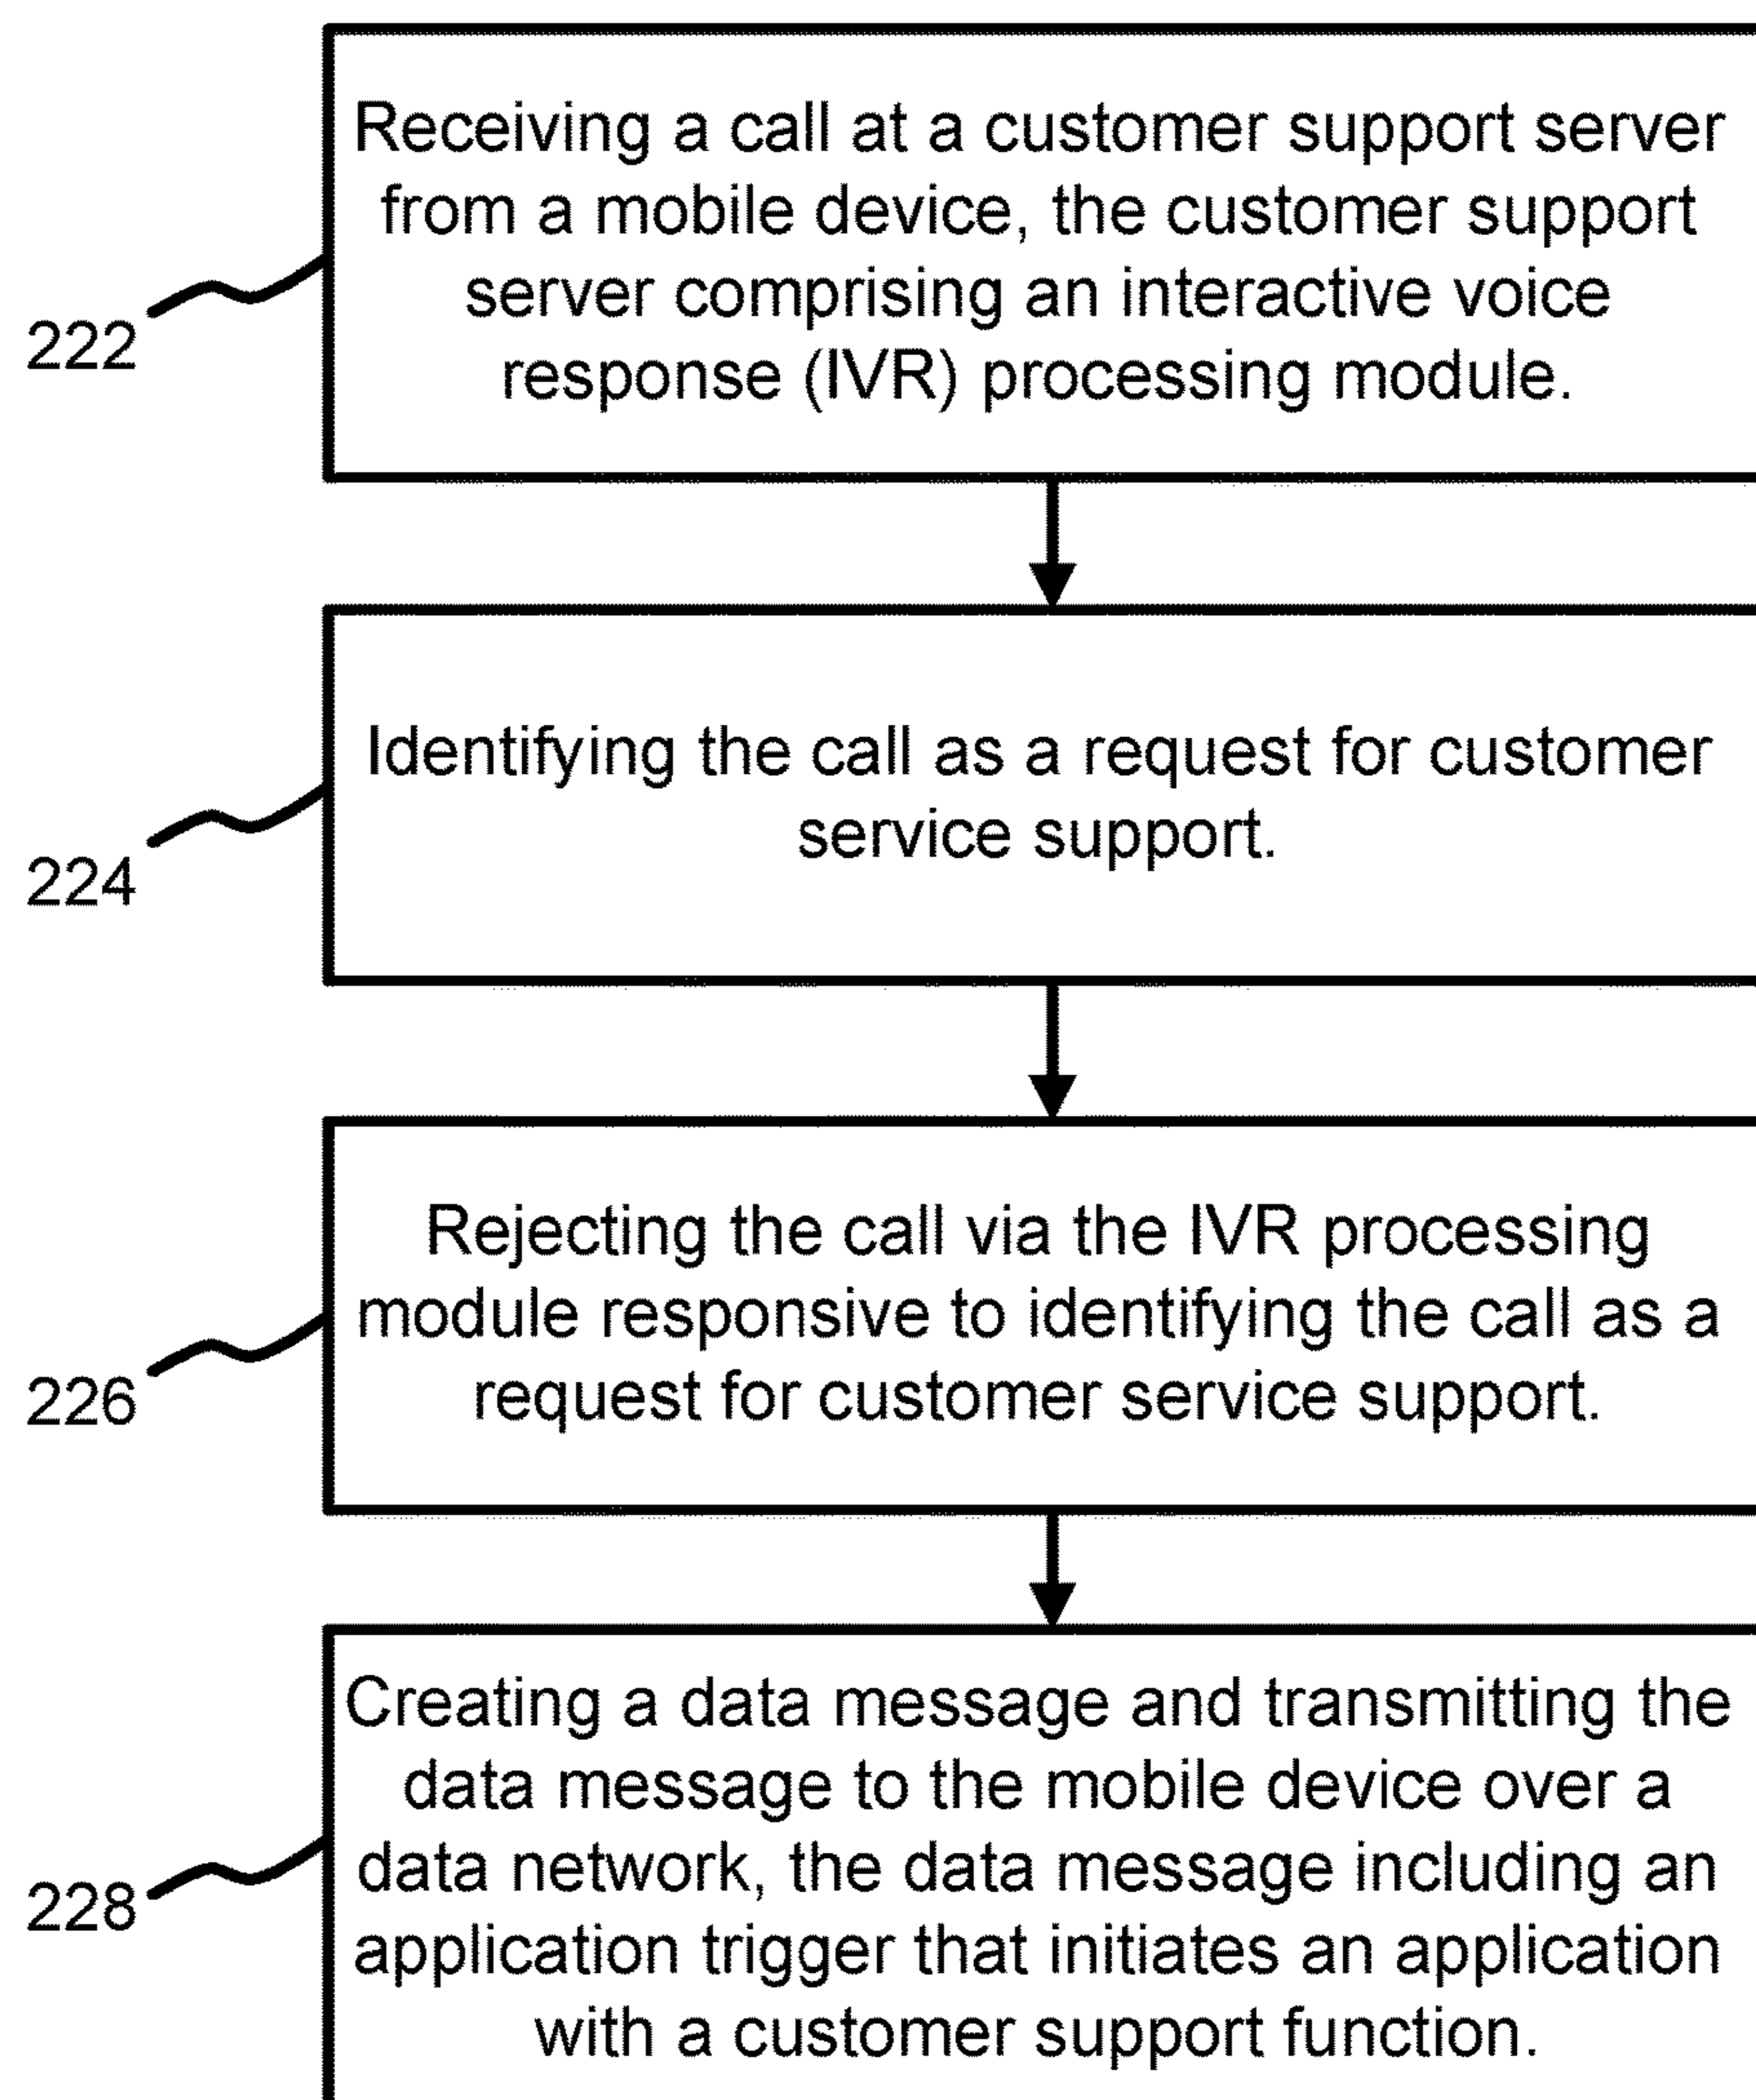 Receiving a call at a customer support server
from a mobile device, the customer support
server comprising an interactive voice
response (IVR) processing module.
222
Identifying the call as a request for customer
service support.
224
Rejecting the call via the IVR processing
module responsive to identifying the call as a
request for customer service support.
226
Creating a data message and transmitting the
data message to the mobile device over a
data network, the data message including an
application trigger that initiates an application
with a customer support function.
228